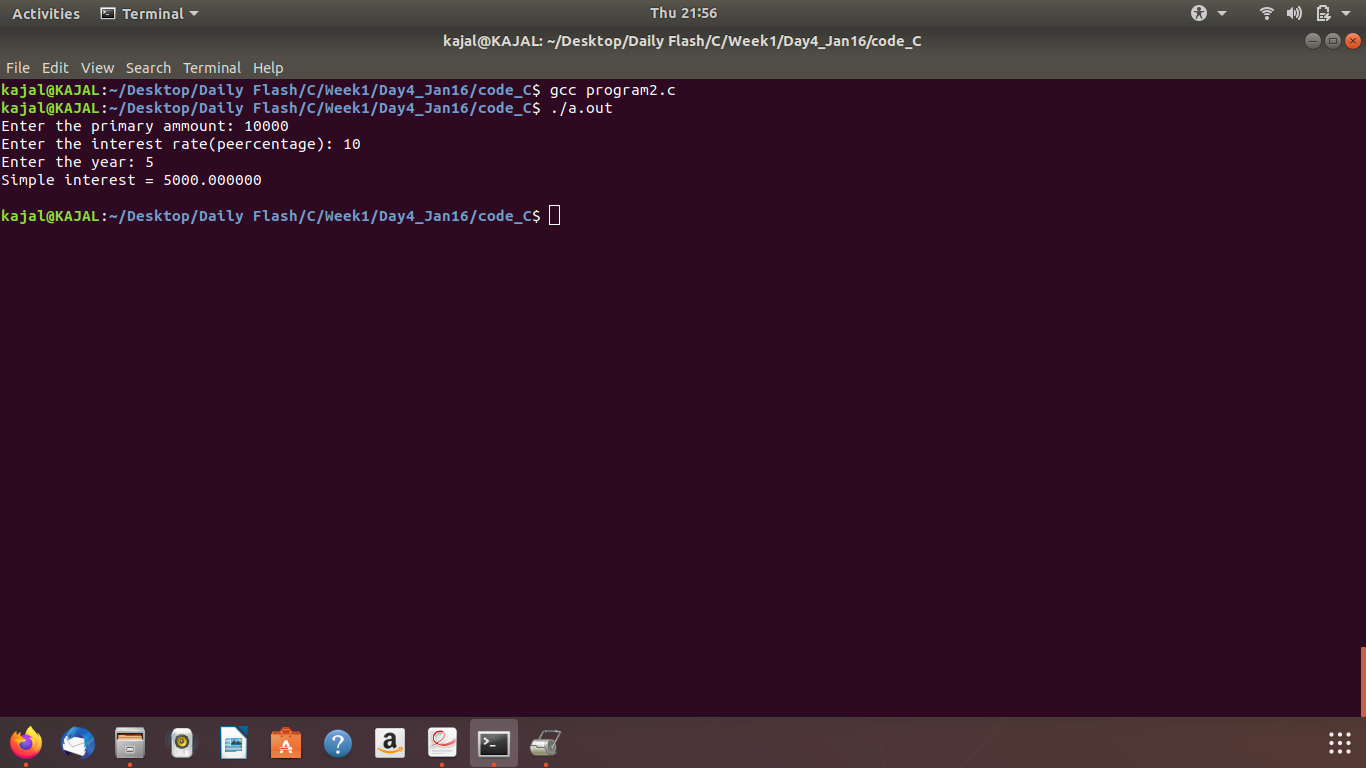 Activities Terminal Thu 21:56
kajal@KAJAL: ~/Desktop/Daily Flash/C/Week1/Day4_Jan16/code_C
File Edit View Search Terminal Help
kajal@KAJAL:~/Desktop/Daily Flash/C/Week1/Day4_Jan16/code_C$ gcc program2.c
kajal@KAJAL:~/Desktop/Daily Flash/C/Week1/Day4_Jan16/code_C$ ./a.out
Enter the primary ammount: 10000
Enter the interest rate(peercentage): 10
Enter the year: 5
Simple interest = 5000.000000
kajal@KAJAL:~/Desktop/Daily Flash/C/Week1/Day4_Jan16/code_C$